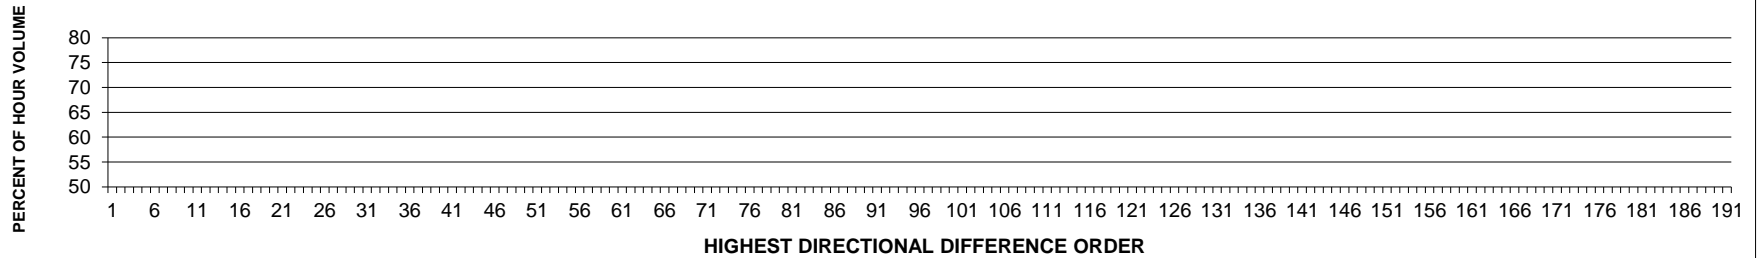 PERCENT OF HOUR VOLUME
80
75
70
65
60
55
50
1 6 11 16 21 26 31 36 41 46 51 56 61 66 71 76 81 86 91 96 101 106 111 116 121 126 131 136 141 146 151 156 161 166 171 176 181 186 191
HIGHEST DIRECTIONAL DIFFERENCE ORDER